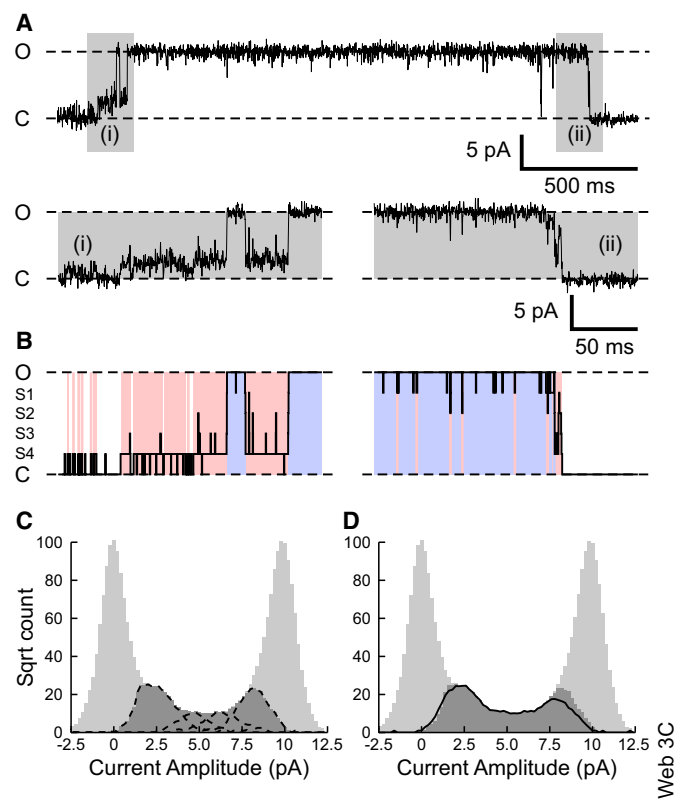 A
O
C
(i)
(ii)
5 pA
500 ms
O
(i)
(ii)
C
5 pA
50 ms
B
O
S1
S2
S3
S4
C
C
D
Sqrt count
100
80
60
40
20
0
-2.5 0 2.5 5 7.5 10 12.5
Current Amplitude (pA)
100
80
60
40
20
0
-2.5 0 2.5 5 7.5 10 12.5
Current Amplitude (pA)
Web 3C